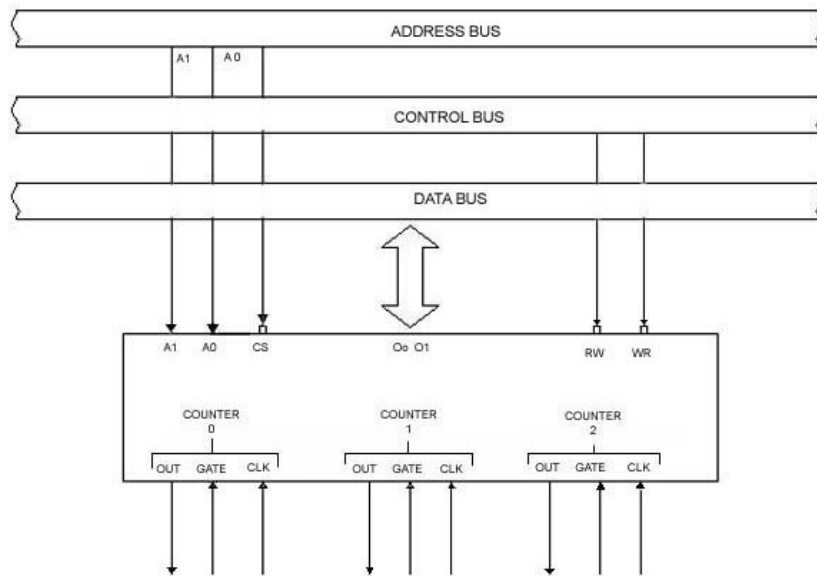 ADDRESS BUS
A1 A0
CONTROL BUS
DATA BUS
A1 A0 CS Oo O1 RW WR
COUNTER COUNTER COUNTER
0 1 2
OUT GATE CLK OUT GATE CLK OUT GATE CLK